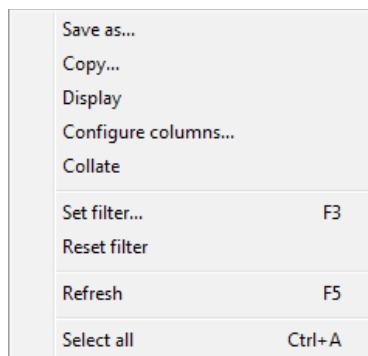 Save as...
Copy...
Display
Configure columns...
Collate
Set filter... F3
Reset filter
Refresh F5
Select all Ctrl+A